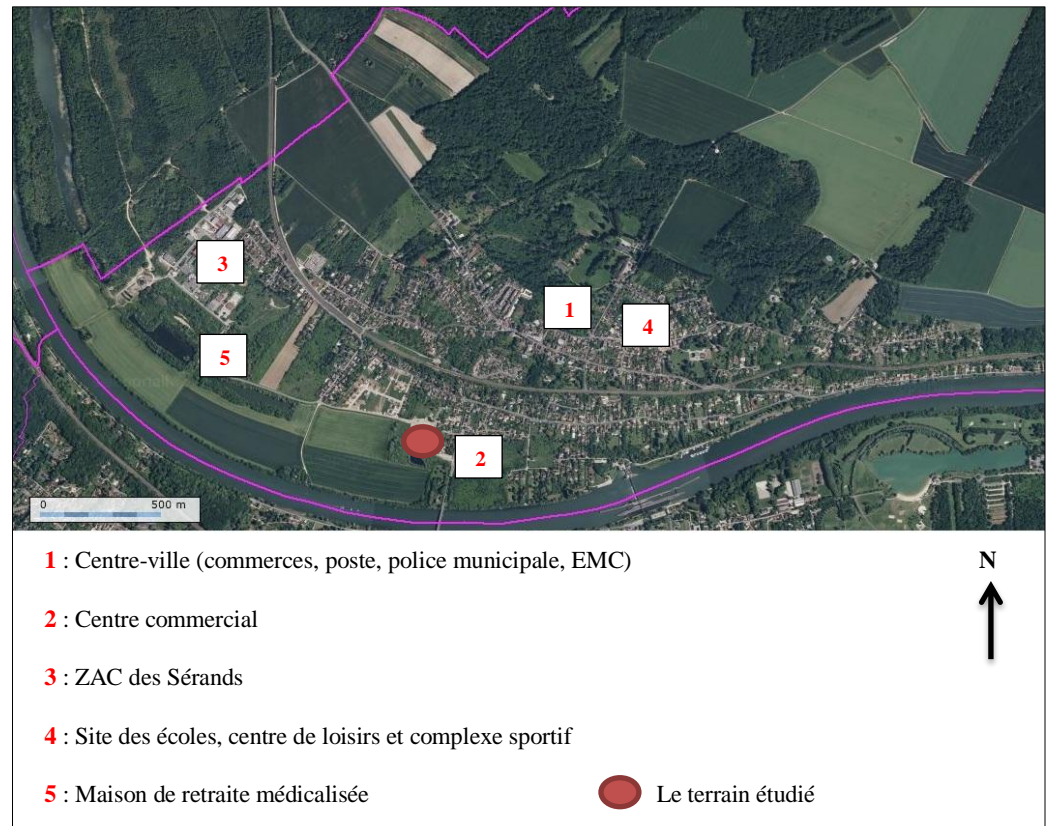 3
1
4
5
2
0 500 m
1 : Centre-ville (commerces, poste, police municipale, EMC)
N
2 : Centre commercial
3 : ZAC des Sérands
4 : Site des écoles, centre de loisirs et complexe sportif
5 : Maison de retraite médicalisée
Le terrain étudié